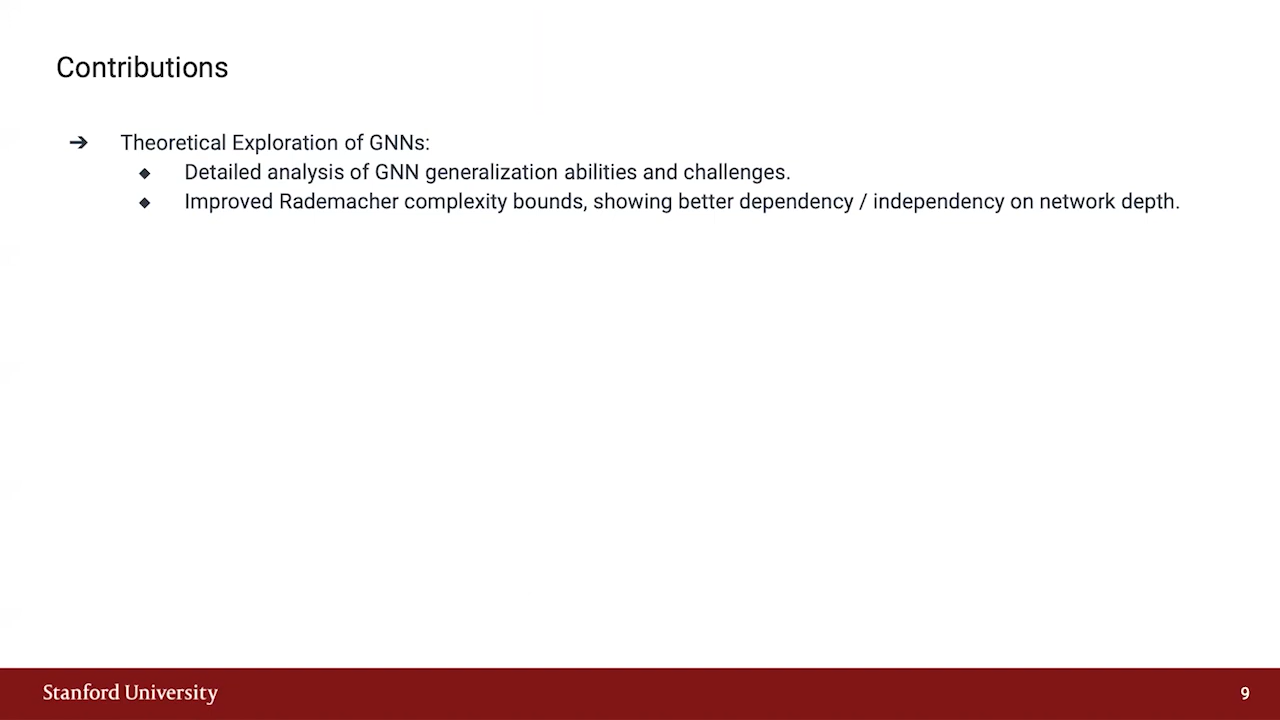 Contributions
➔ Theoretical Exploration of GNNs:
◆ Detailed analysis of GNN generalization abilities and challenges.
◆ Improved Rademacher complexity bounds, showing better dependency / independency on network depth.
Stanford University
9